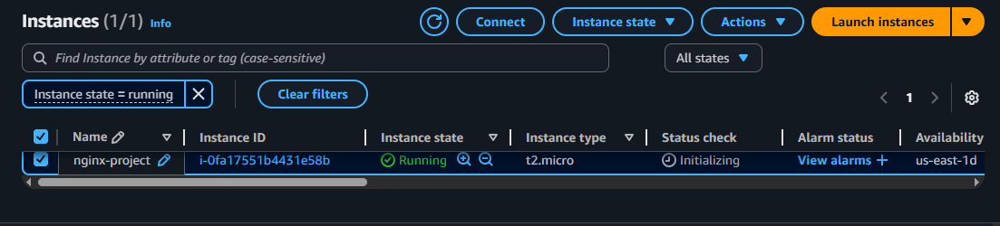 Instances (1/1) Info Connect Instance state Actions Launch instances
Find Instance by attribute or tag (case-sensitive) All states
Instance state = running Clear filters 1
Name Instance ID Instance state Instance type Status check Alarm status Availability
nginx-project i-0fa17551b4431e58b Running t2.micro Initializing View alarms + us-east-1d